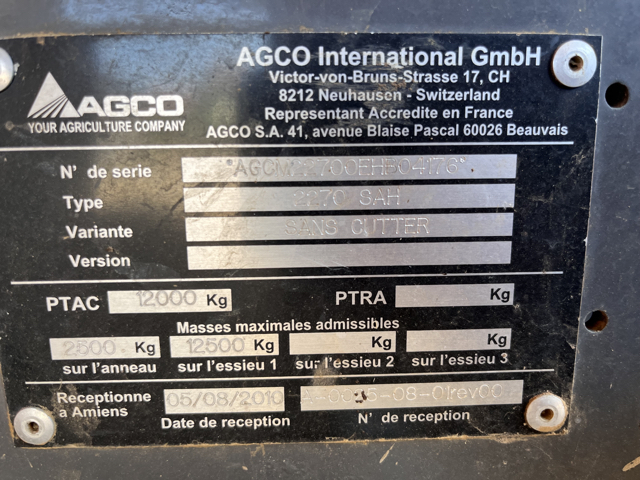 AGCO International GmbH
Victor-von-Bruns-Strasse 17, CH
8212 Neuhausen - Switzerland
Representant Accredite en France
AGCO S.A. 41, avenue Blaise Pascal 60026 Beauvais
AGCO
YOUR AGRICULTURE COMPANY
N° de serie
Type 2270 SAH
Variante SANS CUTTER
Version
PTAC 12000 Kg PTRA Kg
Masses maximales admissibles
2500 Kg 12500 Kg Kg Kg
sur l'anneau sur l'essieu 1 sur l'essieu 2 sur l'essieu 3
Receptionne a Amiens 05/08/2010
Date de reception N° de reception